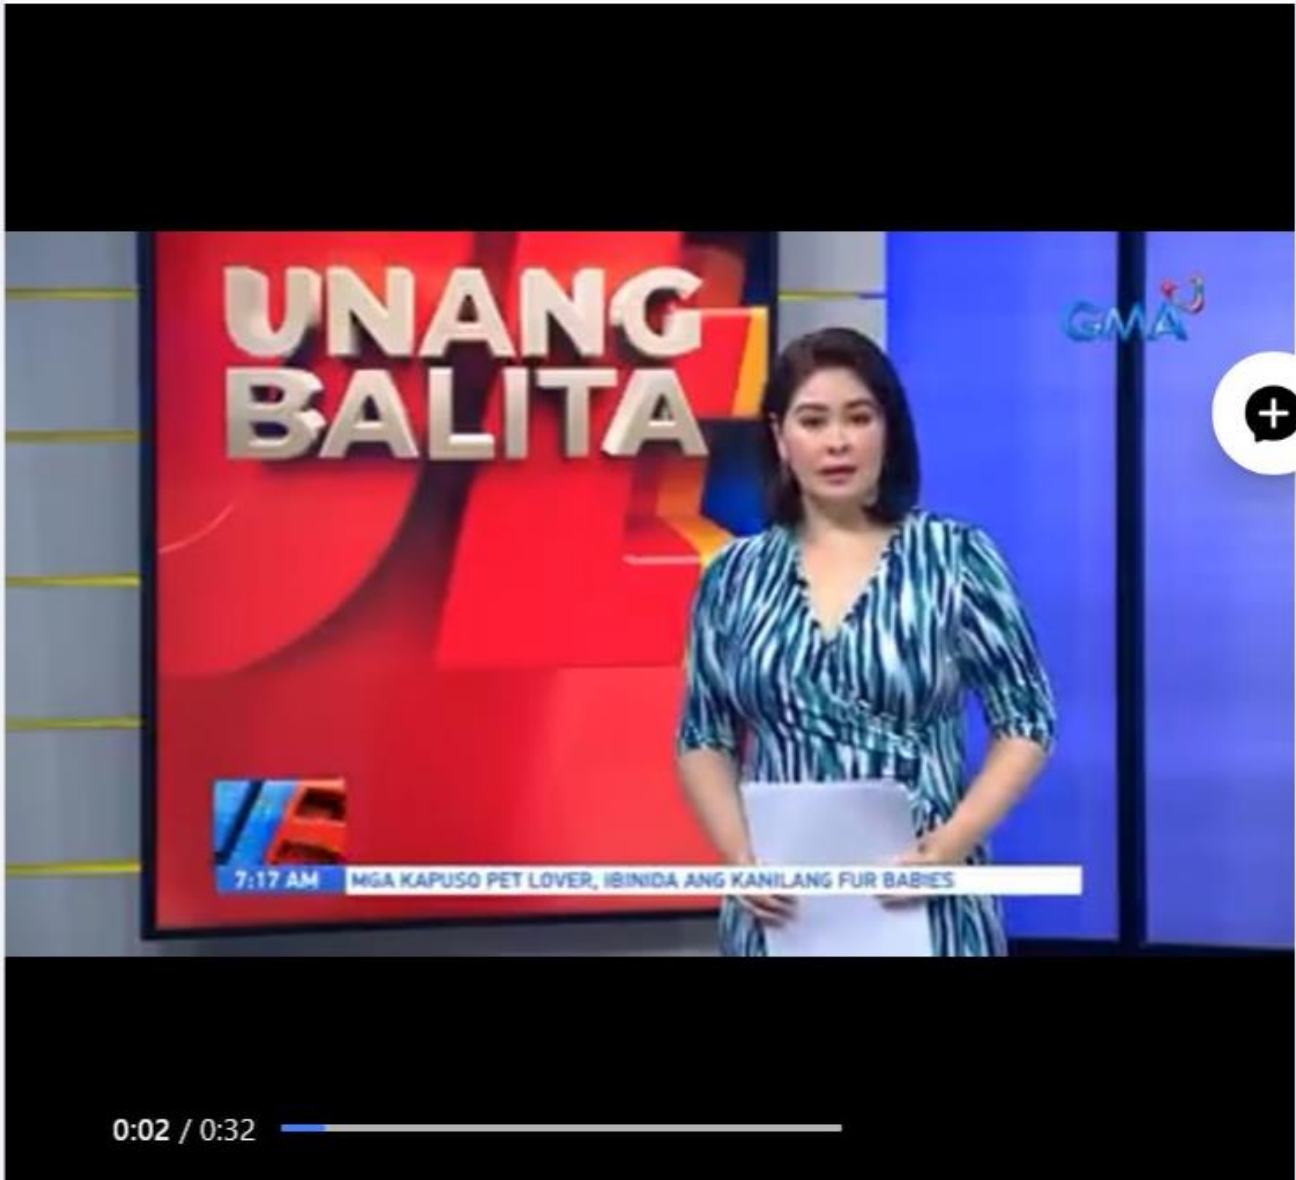 UNANG
BALITA
GMA
7:17 AM
MGA KAPUSO PET LOVER, IBINIDA ANG KANILANG FUR BABIES
0:02 / 0:32